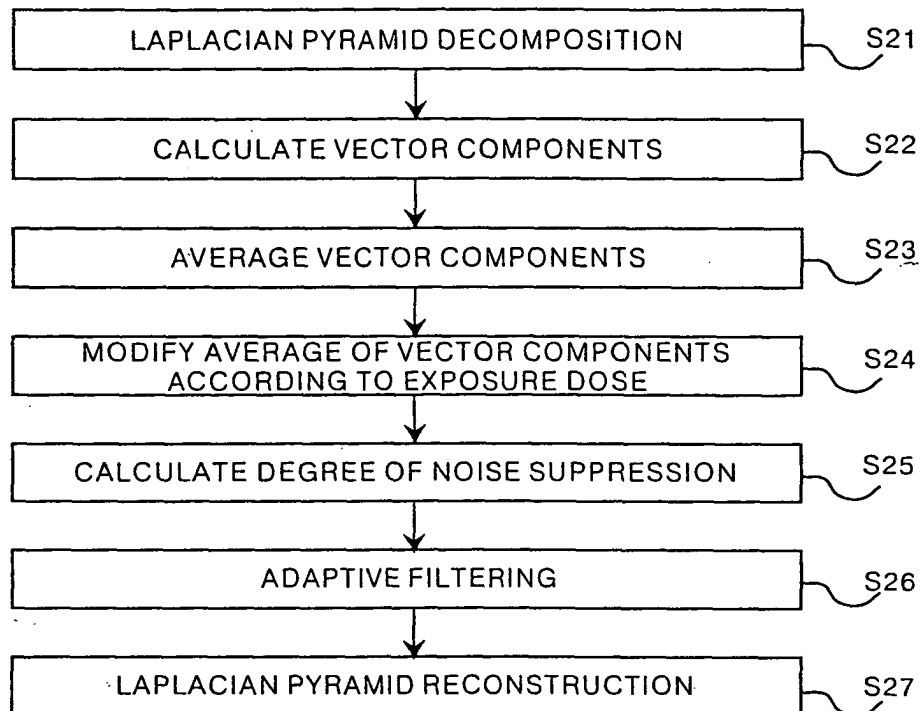 LAPLACIAN PYRAMID DECOMPOSITION S21
CALCULATE VECTOR COMPONENTS S22
AVERAGE VECTOR COMPONENTS S23
MODIFY AVERAGE OF VECTOR COMPONENTS
ACCORDING TO EXPOSURE DOSE S24
CALCULATE DEGREE OF NOISE SUPPRESSION S25
ADAPTIVE FILTERING S26
LAPLACIAN PYRAMID RECONSTRUCTION S27